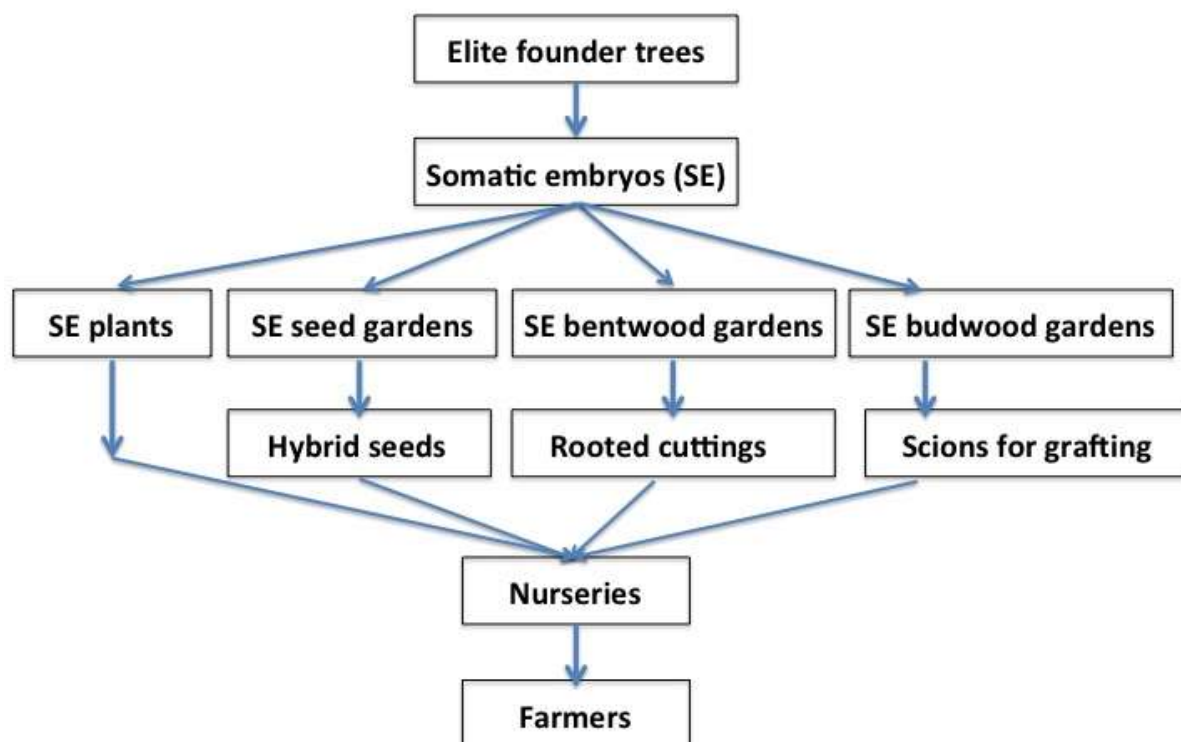 Elite founder trees
Somatic embryos (SE)
SE plants
SE seed gardens
SE bentwood gardens
SE budwood gardens
Hybrid seeds
Rooted cuttings
Scions for grafting
Nurseries
Farmers